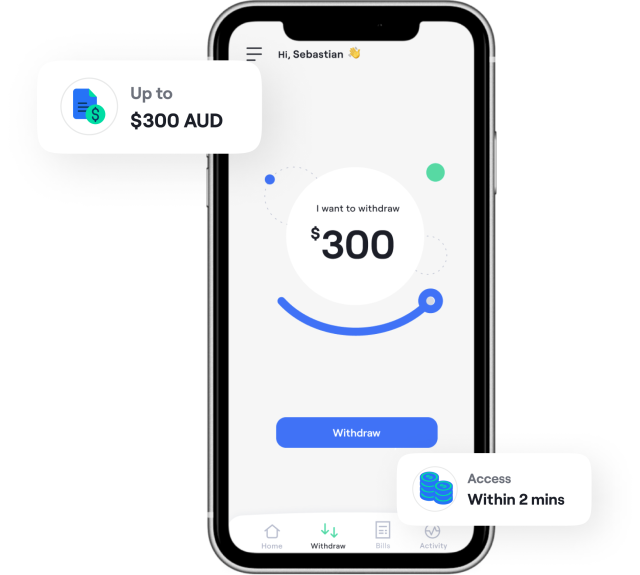 Hi, Sebastian 👋
Up to
$300 AUD
I want to withdraw
$300
Withdraw
Access
Within 2 mins
Home Withdraw Bills Activity